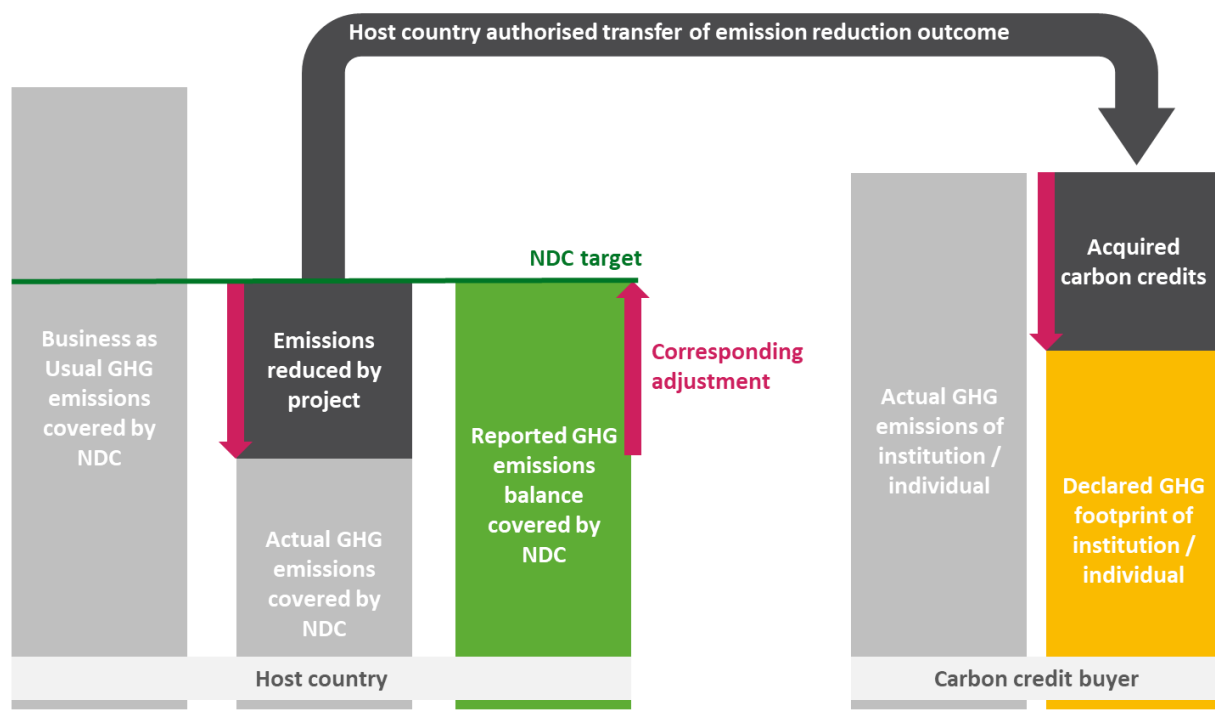 Host country authorised transfer of emission reduction outcome
NDC target
Business as
Usual GHG
emissions
covered by
NDC
Emissions
reduced by
project
Actual GHG
emissions
covered by
NDC
Reported GHG
emissions
balance
covered by
NDC
Corresponding
adjustment
Host country
Actual GHG
emissions of
institution /
individual
Acquired
carbon credits
Declared GHG
footprint of
institution /
individual
Carbon credit buyer